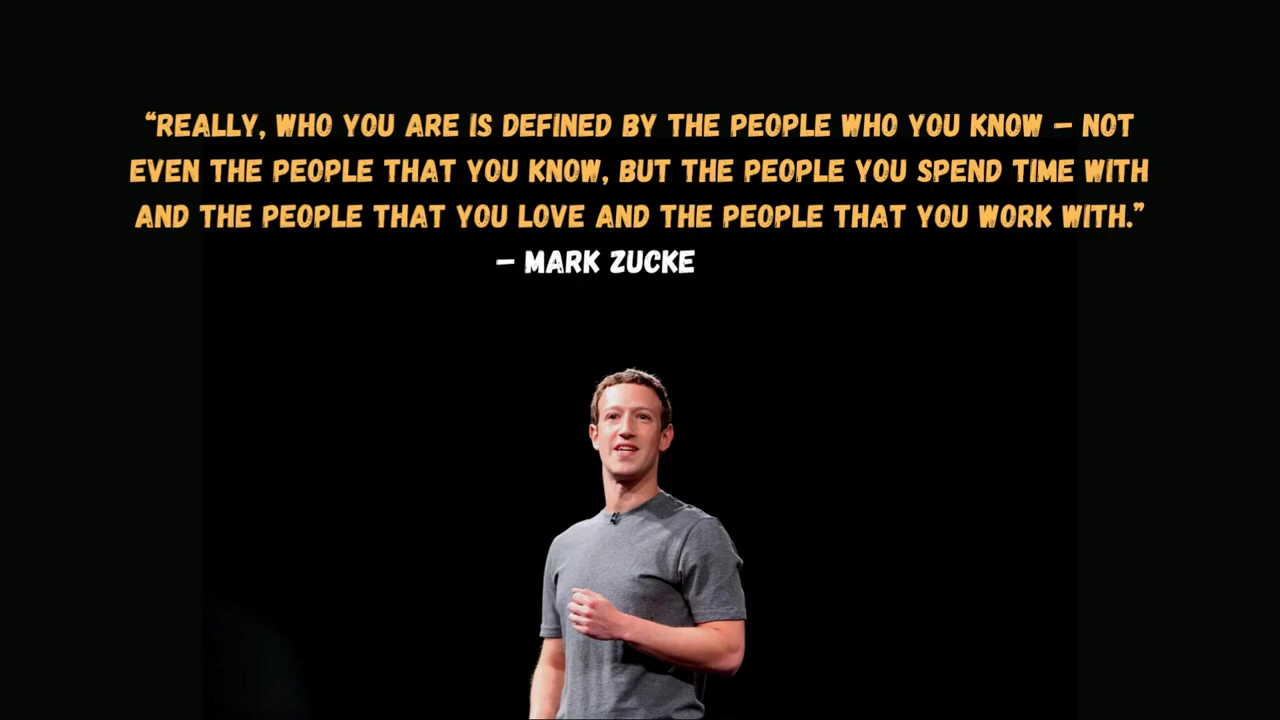 “REALLY, WHO YOU ARE IS DEFINED BY THE PEOPLE WHO YOU KNOW – NOT
EVEN THE PEOPLE THAT YOU KNOW, BUT THE PEOPLE YOU SPEND TIME WITH
AND THE PEOPLE THAT YOU LOVE AND THE PEOPLE THAT YOU WORK WITH.”
– MARK ZUCKE